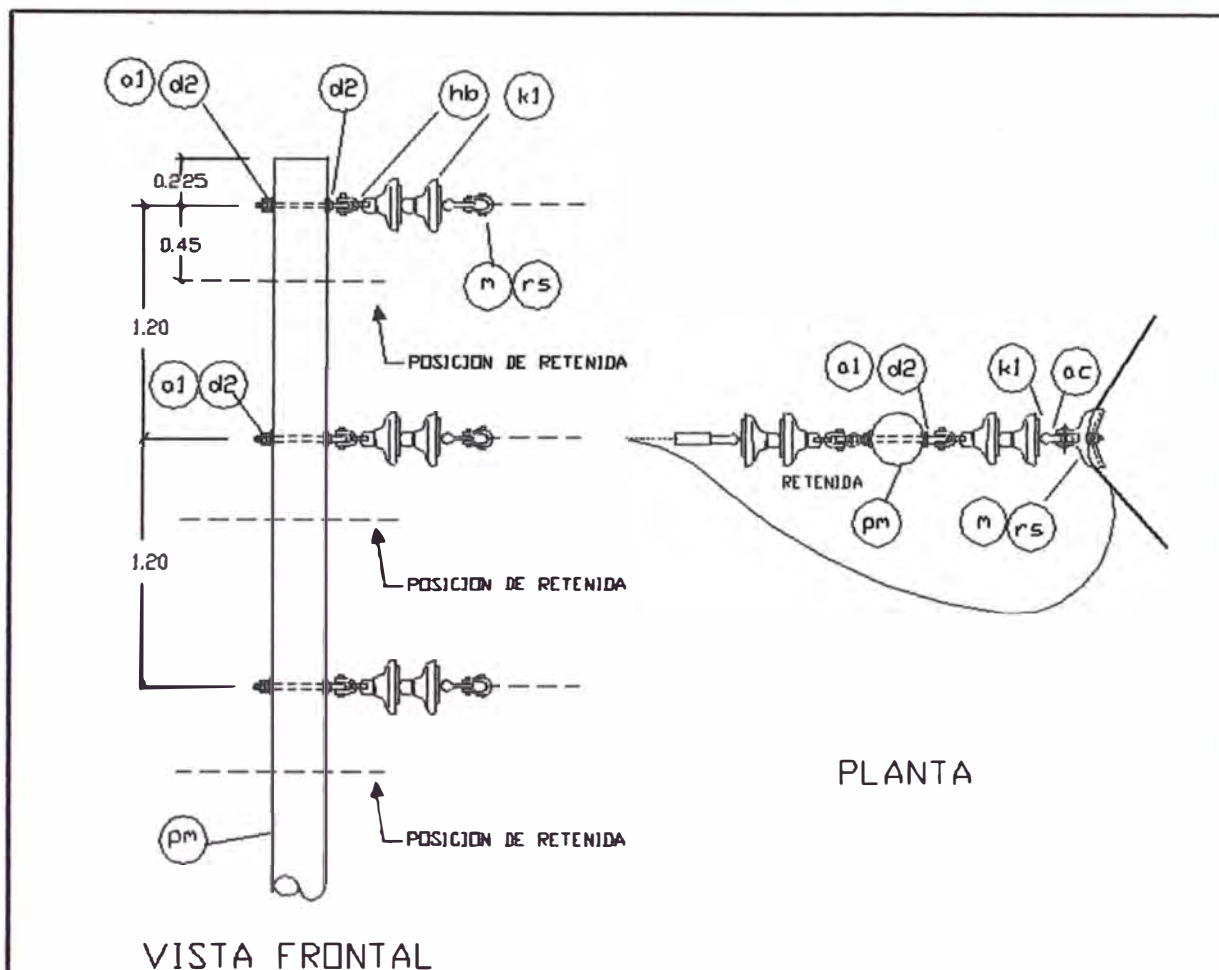 a1 d2 d2 hb k1
0.225
0.45
m rs
1.20
POSICION DE RETENIDA
a1 d2
a1 d2 k1 ac
RETENIDA
pm
m rs
POSICION DE RETENIDA
1.20
PLANTA
POSICION DE RETENIDA
pm
VISTA FRONTAL